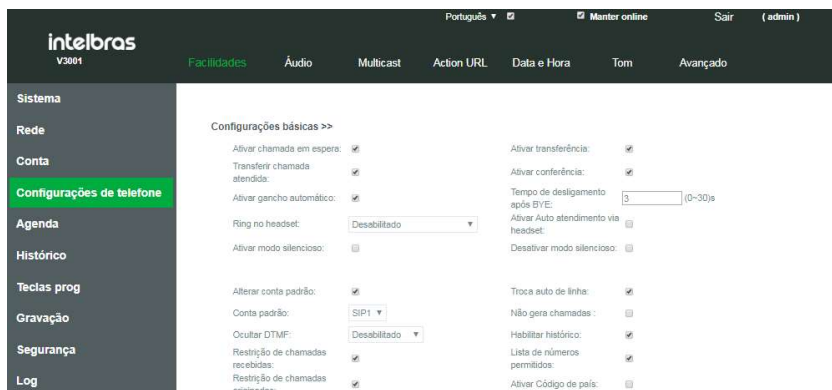 Português Manter online Sair ( admin )
intelbras
V3001
Facilidades Áudio Multicast Action URL Data e Hora Tom Avançado
Sistema
Rede
Conta
Configurações de telefone
Agenda
Histórico
Teclas prog
Gravação
Segurança
Log
Configurações básicas >>
Ativar chamada em espera: Ativar transferência:
Transferir chamada
atendida: Ativar conferência:
Ativar gancho automático: Tempo de desligamento
após BYE: 3 (0~30)s
Ring no headset: Desabilitado Ativar Auto atendimento via
headset:
Ativar modo silencioso: Desativar modo silencioso:
Alterar conta padrão: Troca auto de linha:
Conta padrão: SIP1 Não gera chamadas :
Ocultar DTMF: Desabilitado Habilitar histórico:
Restrição de chamadas
recebidas: Lista de números
permitidos:
Restrição de chamadas
Ativar Código de país: